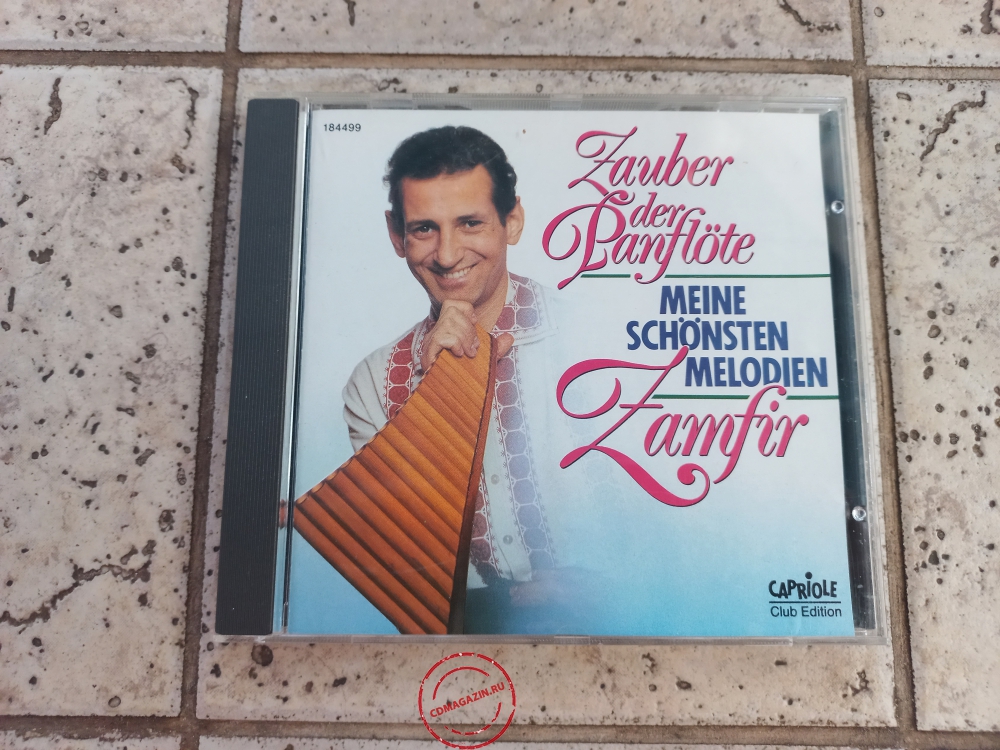 184499
Zauber
der
Panflöte
MEINE
SCHÖNSTEN
MELODIEN
Zamfir
CAPRIOLE
Club Edition
CDMAGAZIN.RU